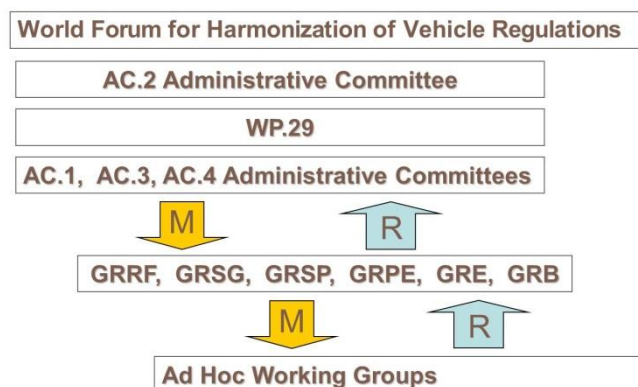 World Forum for Harmonization of Vehicle Regulations
AC.2 Administrative Committee
WP.29
AC.1, AC.3, AC.4 Administrative Committees
M R
GRRF, GRSG, GRSP, GRPE, GRE, GRB
M R
Ad Hoc Working Groups